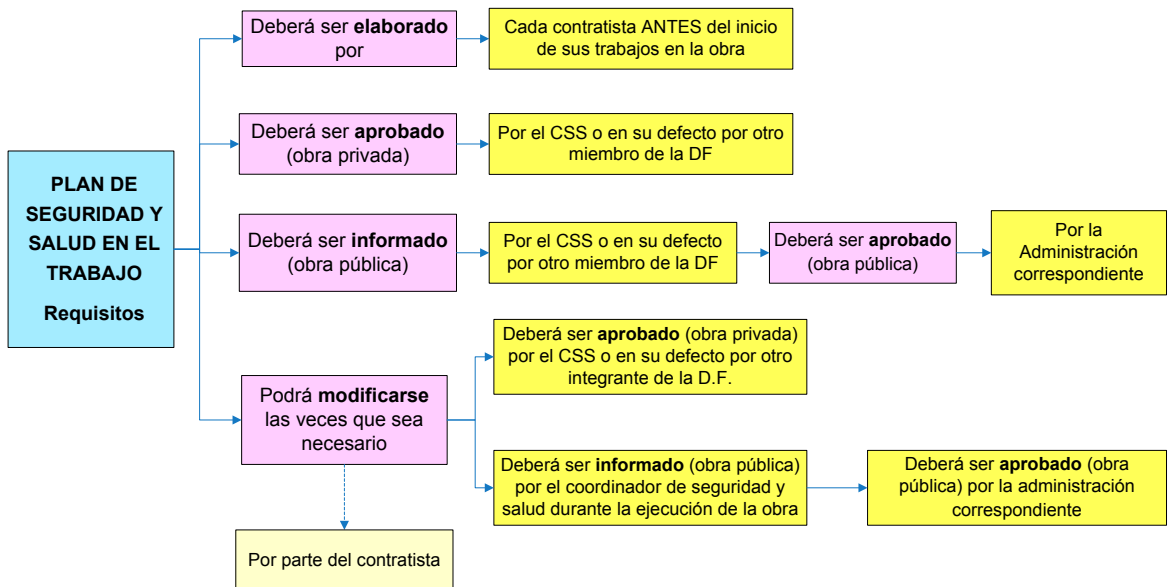 PLAN DE
SEGURIDAD Y
SALUD EN EL
TRABAJO
Requisitos
Deberá ser elaborado
por
Cada contratista ANTES del inicio
de sus trabajos en la obra
Deberá ser aprobado
(obra privada)
Por el CSS o en su defecto por otro
miembro de la DF
Deberá ser informado
(obra pública)
Por el CSS o en su defecto
por otro miembro de la DF
Deberá ser aprobado
(obra pública)
Por la
Administración
correspondiente
Podrá modificarse
las veces que sea
necesario
Deberá ser aprobado (obra privada)
por el CSS o en su defecto por otro
integrante de la D.F.
Deberá ser informado (obra pública)
por el coordinador de seguridad y
salud durante la ejecución de la obra
Deberá ser aprobado (obra
pública) por la administración
correspondiente
Por parte del contratista